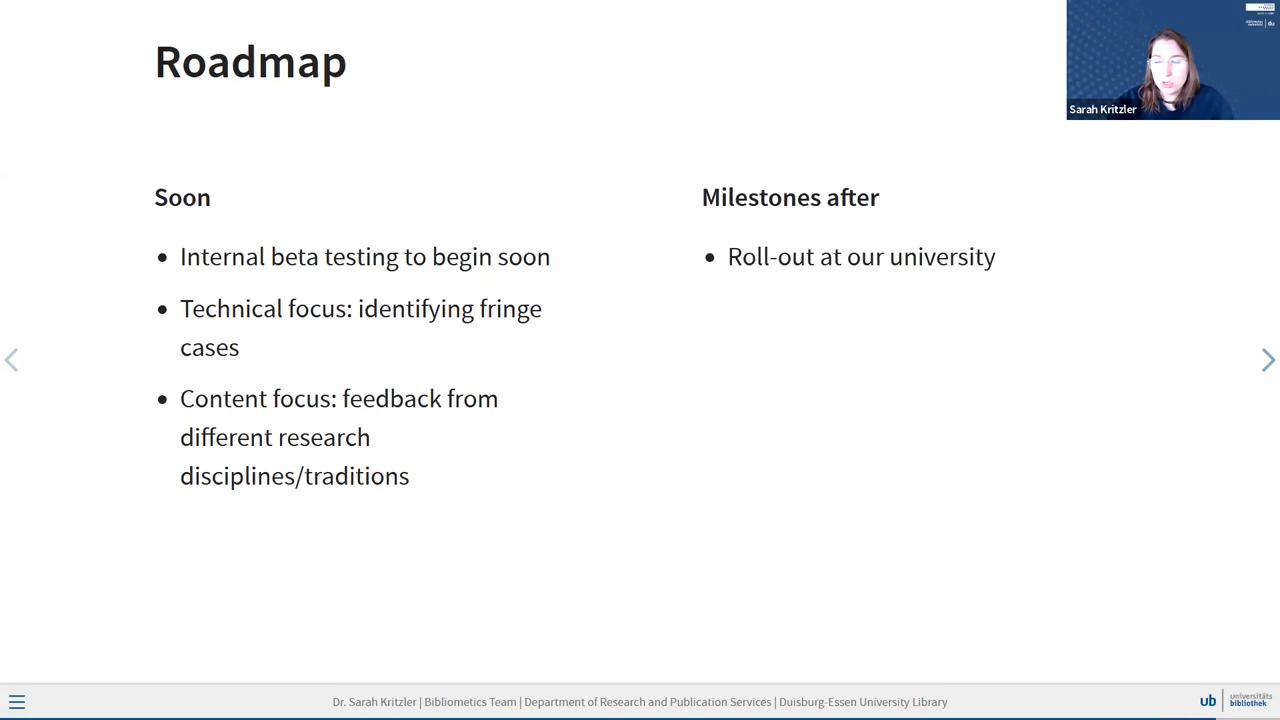 Roadmap
Sarah Kritzler
Soon
• Internal beta testing to begin soon
• Technical focus: identifying fringe
cases
• Content focus: feedback from
different research
disciplines/traditions
Milestones after
• Roll-out at our university
Dr. Sarah Kritzler | Bibliometics Team | Department of Research and Publication Services | Duisburg-Essen University Library
ub | universitäts
bibliothek